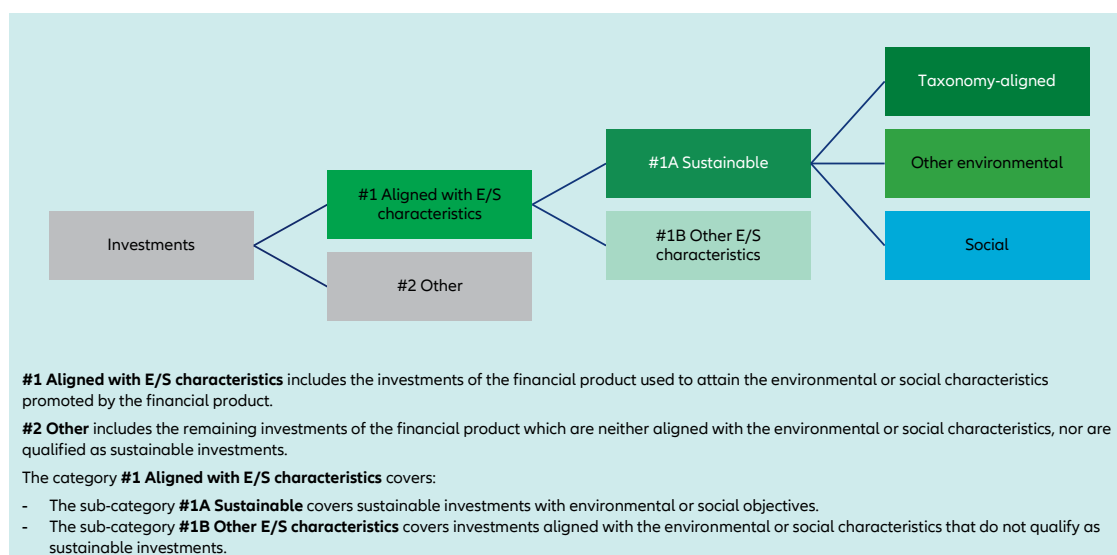 Taxonomy-aligned
#1A Sustainable
Other environmental
#1 Aligned with E/S
characteristics
#1B Other E/S
characteristics
Investments
Social
#2 Other
#1 Aligned with E/S characteristics includes the investments of the financial product used to attain the environmental or social characteristics
promoted by the financial product.
#2 Other includes the remaining investments of the financial product which are neither aligned with the environmental or social characteristics, nor are
qualified as sustainable investments.
The category #1 Aligned with E/S characteristics covers:
- The sub-category #1A Sustainable covers sustainable investments with environmental or social objectives.
- The sub-category #1B Other E/S characteristics covers investments aligned with the environmental or social characteristics that do not qualify as
sustainable investments.